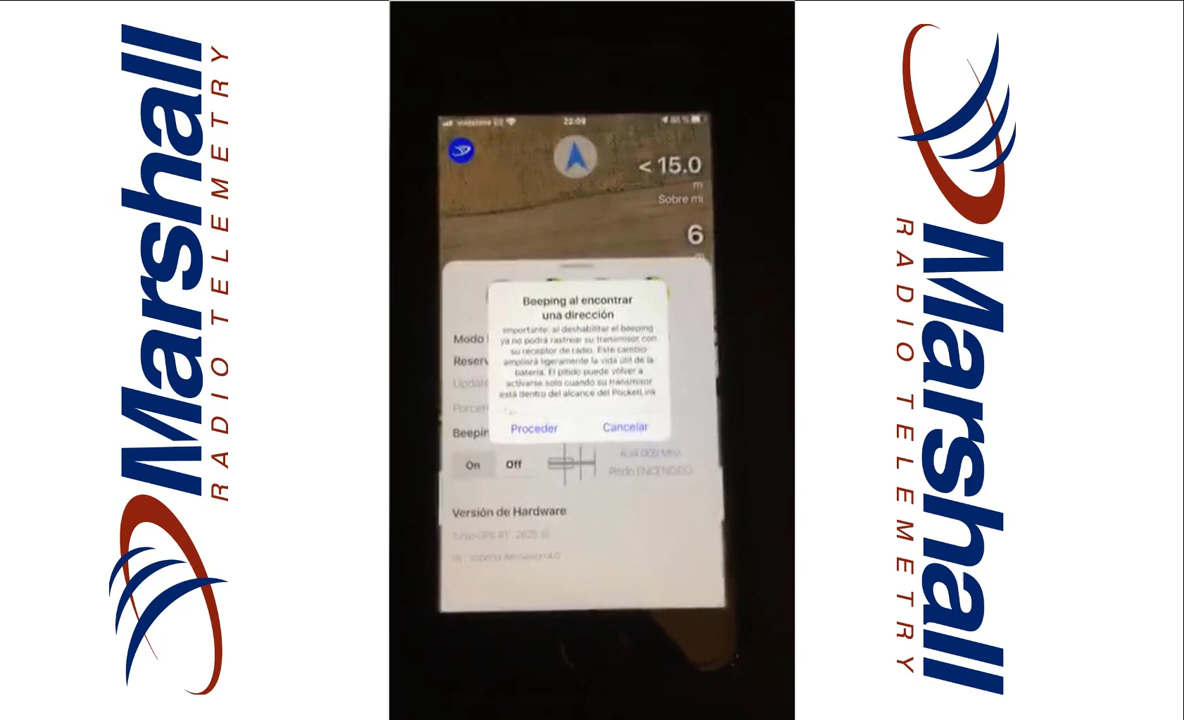 Marshall
RADIO TELEMETRY
22:09
< 15.0
m
Sobre mi
6
Beeping al encontrar
una dirección
Importante: al deshabilitar el beeping
ya no podrá rastrear su transmisor con
su receptor de radio. Este cambio
ampliará ligeramente la vida útil de la
batería. El pitido puede volver a
activarse solo cuando su transmisor
está dentro del alcance del PocketLink
Proceder Cancelar
Modo
Reserv
Update
Porcen
Beepin
On Off
Pitido ENCENDIDO
Versión de Hardware
Marshall
RADIO TELEMETRY